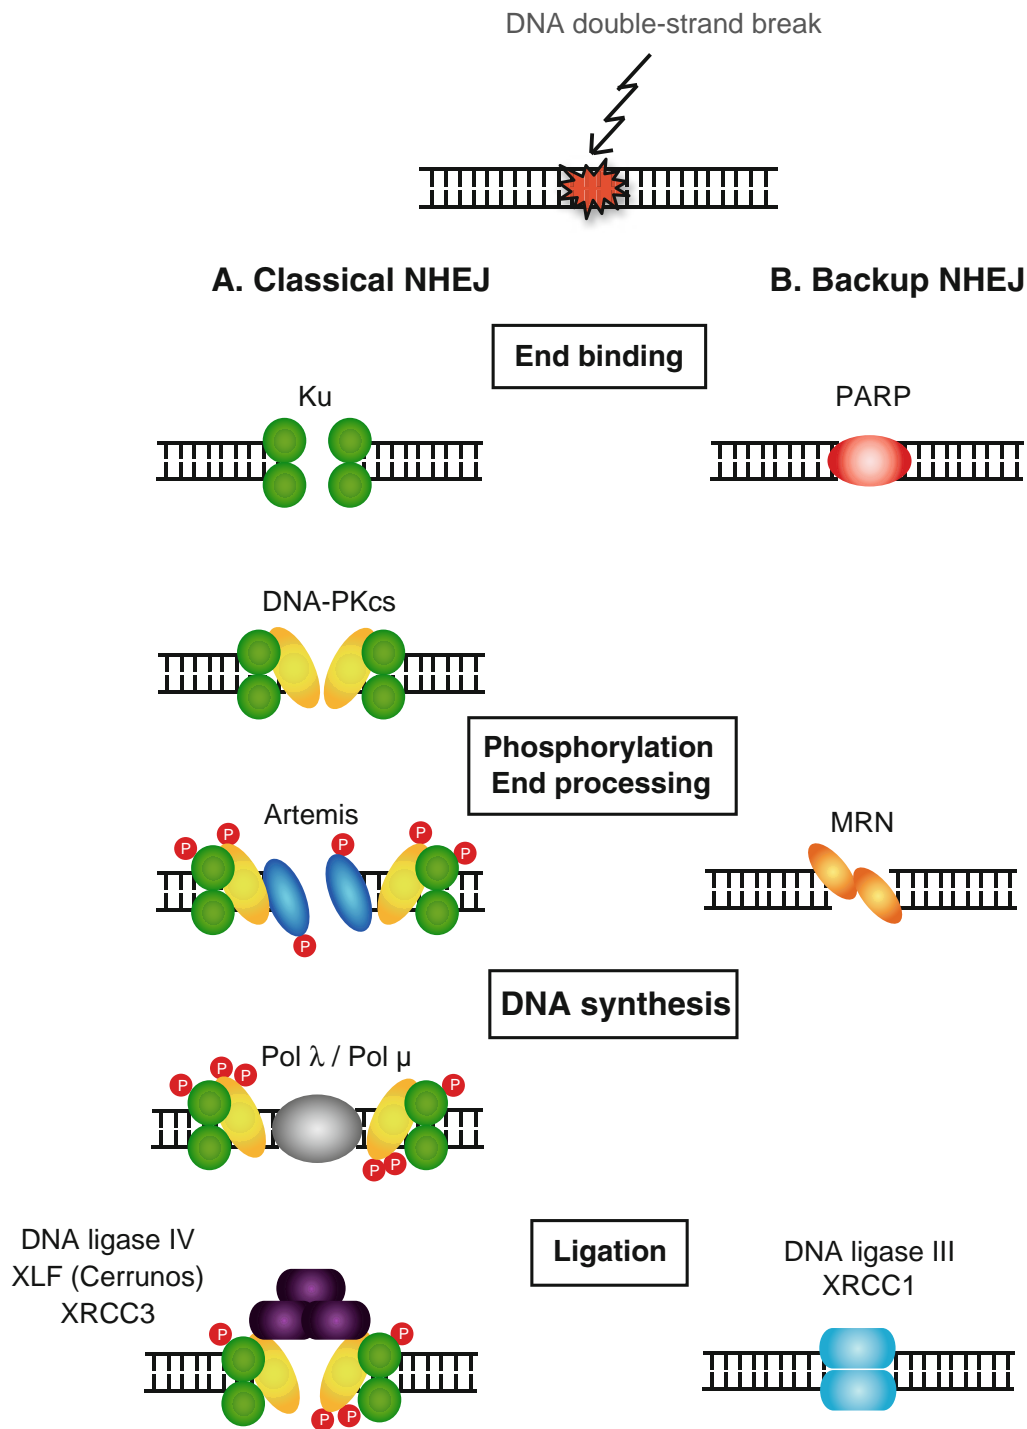 DNA double-strand break
A. Classical NHEJ
B. Backup NHEJ
End binding
Ku
PARP
DNA-PKcs
Phosphorylation
End processing
Artemis
P
P
P
P
P
P
MRN
DNA synthesis
Pol λ / Pol µ
P
P
P
P
P
P
DNA ligase IV
XLF (Cerrunos)
XRCC3
Ligation
DNA ligase III
XRCC1
P
P
P
P